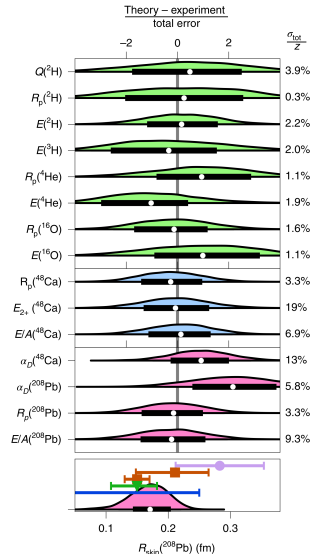 Theory – experiment
total error
σtot
z
−2 0 2
Q(²H) 3.9%
Rp(²H) 0.3%
E(²H) 2.2%
E(³H) 2.0%
Rp(⁴He) 1.1%
E(⁴He) 1.9%
Rp(¹⁶O) 1.6%
E(¹⁶O) 1.1%
Rp(⁴⁸Ca) 3.3%
E2+ (⁴⁸Ca) 19%
E/A(⁴⁸Ca) 6.9%
αD(⁴⁸Ca) 13%
αD(²⁰⁸Pb) 5.8%
Rp(²⁰⁸Pb) 3.3%
E/A(²⁰⁸Pb) 9.3%
0.1 0.2 0.3
Rskin(²⁰⁸Pb) (fm)